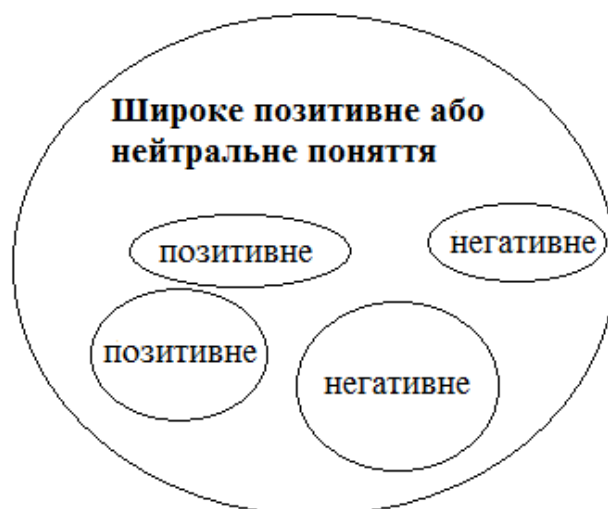 Широке позитивне або
нейтральне поняття
позитивне
негативне
позитивне
негативне